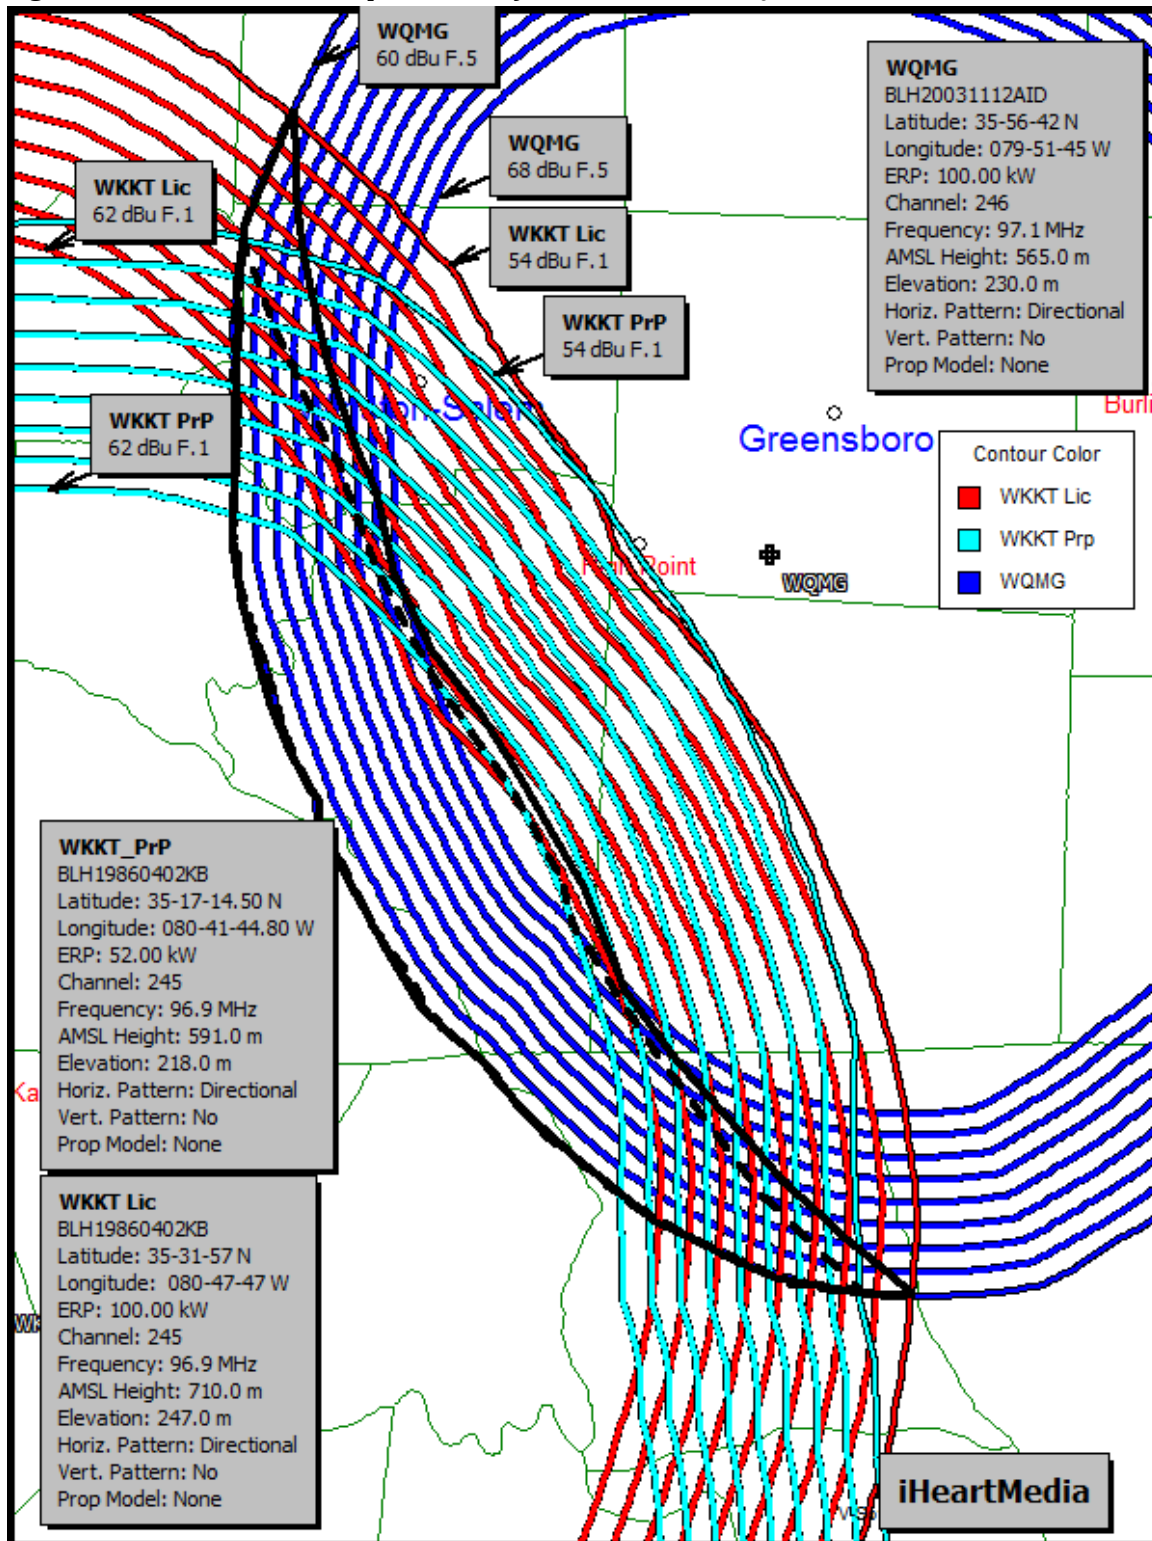 WQMG
60 dBu F.5
WQMG
BLH20031112AID
Latitude: 35-56-42 N
Longitude: 079-51-45 W
ERP: 100.00 kW
Channel: 246
Frequency: 97.1 MHz
AMSL Height: 565.0 m
Elevation: 230.0 m
Horiz. Pattern: Directional
Vert. Pattern: No
Prop Model: None
WQMG
68 dBu F.5
WKKT Lic
62 dBu F.1
WKKT Lic
54 dBu F.1
WKKT PrP
54 dBu F.1
WKKT PrP
62 dBu F.1
Greensboro
Burli
Contour Color
WKKT Lic
WKKT Prp
WQMG
Point
WQMG
WKKT_PrP
BLH19860402KB
Latitude: 35-17-14.50 N
Longitude: 080-41-44.80 W
ERP: 52.00 kW
Channel: 245
Frequency: 96.9 MHz
AMSL Height: 591.0 m
Elevation: 218.0 m
Horiz. Pattern: Directional
Vert. Pattern: No
Prop Model: None
Ka
WKKT Lic
BLH19860402KB
Latitude: 35-31-57 N
Longitude: 080-47-47 W
ERP: 100.00 kW
Channel: 245
Frequency: 96.9 MHz
AMSL Height: 710.0 m
Elevation: 247.0 m
Horiz. Pattern: Directional
Vert. Pattern: No
Prop Model: None
iHeartMedia